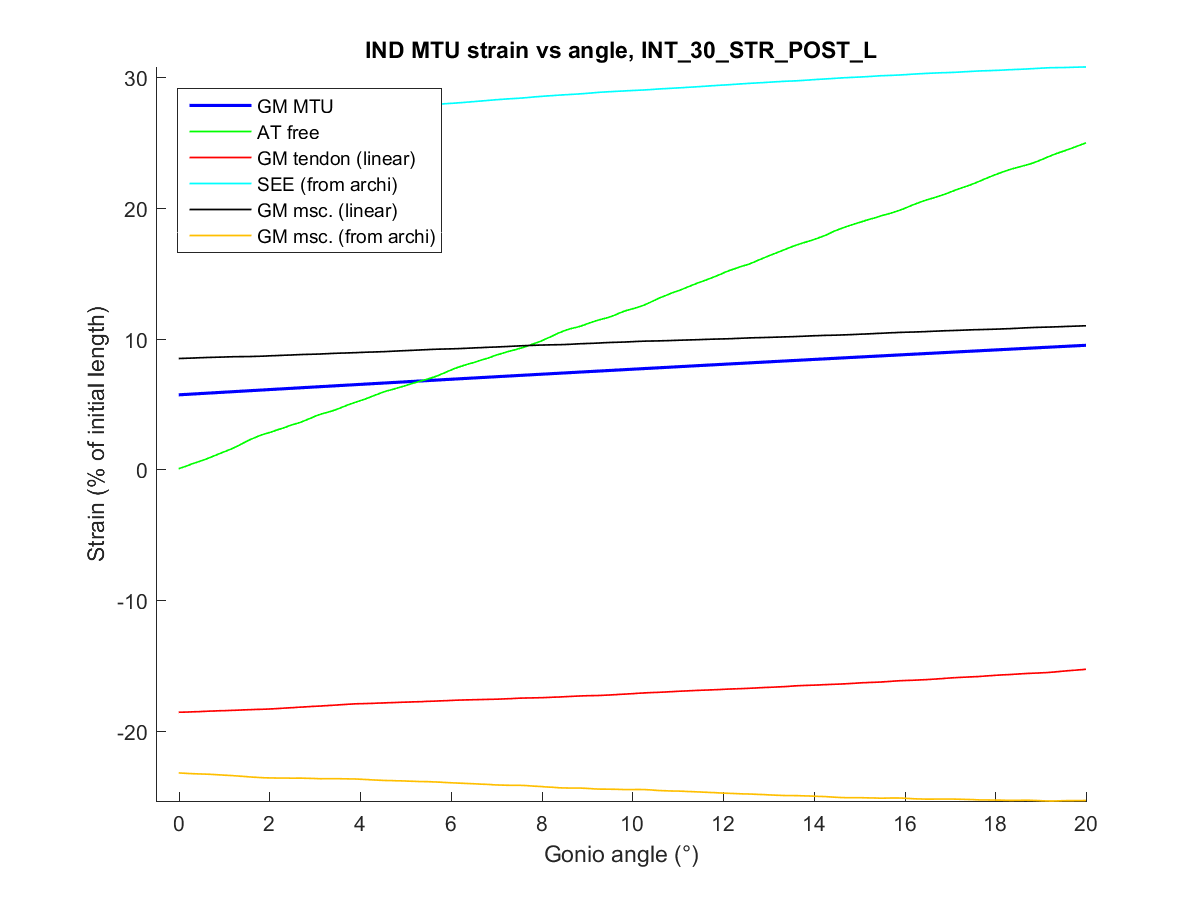 IND MTU strain vs angle, INT_30_STR_POST_L
30
20
10
0
-10
-20
Strain (% of initial length)
GM MTU
AT free
GM tendon (linear)
SEE (from archi)
GM msc. (linear)
GM msc. (from archi)
0 2 4 6 8 10 12 14 16 18 20
Gonio angle (°)